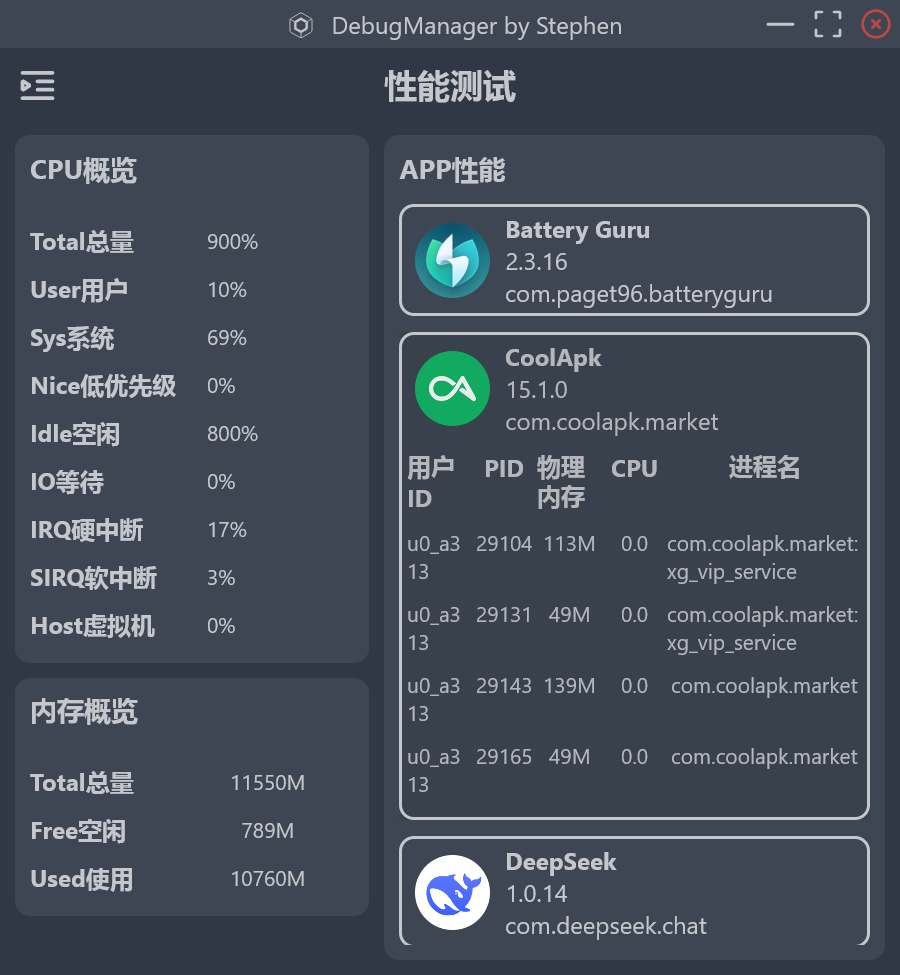 DebugManager by Stephen
性能测试
CPU概览
Total总量 900%
User用户 10%
Sys系统 69%
Nice低优先级 0%
Idle空闲 800%
IO等待 0%
IRQ硬中断 17%
SIRQ软中断 3%
Host虚拟机 0%
内存概览
Total总量 11550M
Free空闲 789M
Used使用 10760M
APP性能
Battery Guru
2.3.16
com.paget96.batteryguru
CoolApk
15.1.0
com.coolapk.market
用户 PID 物理 CPU 进程名
ID 内存
u0_a3 29104 113M 0.0 com.coolapk.market:
13 xg_vip_service
u0_a3 29131 49M 0.0 com.coolapk.market:
13 xg_vip_service
u0_a3 29143 139M 0.0 com.coolapk.market
13
u0_a3 29165 49M 0.0 com.coolapk.market
13
DeepSeek
1.0.14
com.deepseek.chat